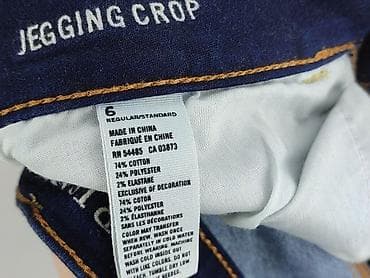 JEGGING CROP
6
REGULAR/STANDARD
MADE IN CHINA
FABRIQUÉ EN CHINE
RN 54485 CA 03873
74% COTTON
24% POLYESTER
2% ELASTANE
EXCLUSIVE OF DECORATION
74% COTON
24% POLYESTER
2% ÉLASTHANNE
SANS LES DÉCORATIONS
COLOR MAY TRANSFER
WHEN NEW. WASH ONCE
SEPARATELY IN COLD WATER
BEFORE WEARING. MACHINE
WASH COLD INSIDE OUT
WITH LIKE COLORS. DO NOT